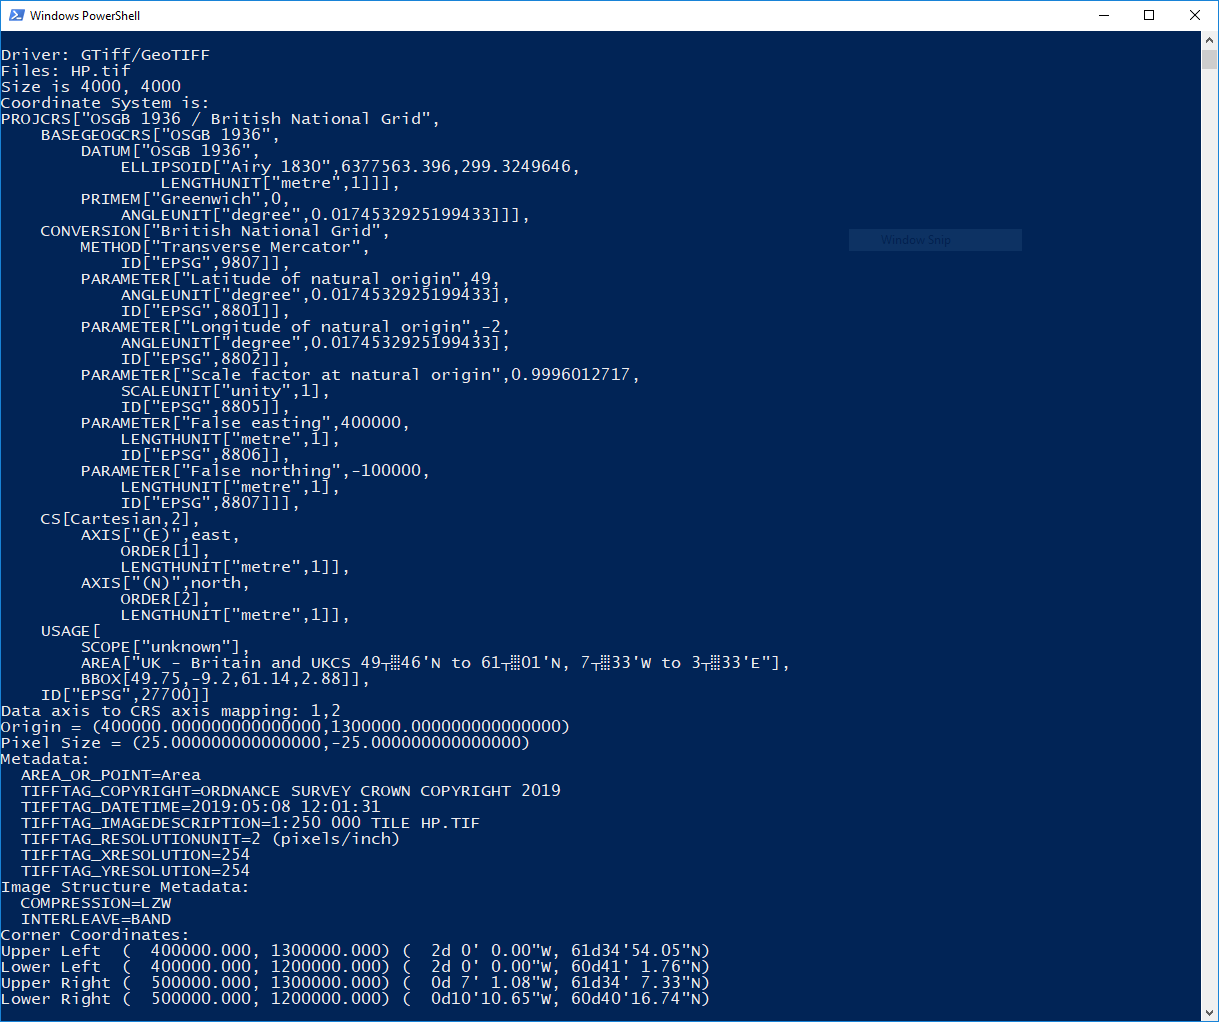 Windows PowerShell
Driver: GTiff/GeoTIFF
Files: HP.tif
Size is 4000, 4000
Coordinate System is:
PROJCRS["OSGB 1936 / British National Grid",
    BASEGEOGCRS["OSGB 1936",
        DATUM["OSGB 1936",
            ELLIPSOID["Airy 1830",6377563.396,299.3249646,
                LENGTHUNIT["metre",1]]],
        PRIMEM["Greenwich",0,
            ANGLEUNIT["degree",0.0174532925199433]]],
    CONVERSION["British National Grid",
        METHOD["Transverse Mercator",
            ID["EPSG",9807]],
        PARAMETER["Latitude of natural origin",49,
            ANGLEUNIT["degree",0.0174532925199433],
            ID["EPSG",8801]],
        PARAMETER["Longitude of natural origin",-2,
            ANGLEUNIT["degree",0.0174532925199433],
            ID["EPSG",8802]],
        PARAMETER["Scale factor at natural origin",0.9996012717,
            SCALEUNIT["unity",1],
            ID["EPSG",8805]],
        PARAMETER["False easting",400000,
            LENGTHUNIT["metre",1],
            ID["EPSG",8806]],
        PARAMETER["False northing",-100000,
            LENGTHUNIT["metre",1],
            ID["EPSG",8807]]],
    CS[Cartesian,2],
        AXIS["(E)",east,
            ORDER[1],
            LENGTHUNIT["metre",1]],
        AXIS["(N)",north,
            ORDER[2],
            LENGTHUNIT["metre",1]],
    USAGE[
        SCOPE["unknown"],
        AREA["UK - Britain and UKCS 49┬▒46'N to 61┬▒01'N, 7┬▒33'W to 3┬▒33'E"],
        BBOX[49.75,-9.2,61.14,2.88]],
    ID["EPSG",27700]]
Data axis to CRS axis mapping: 1,2
Origin = (400000.000000000000000,1300000.000000000000000)
Pixel Size = (25.000000000000000,-25.000000000000000)
Metadata:
  AREA_OR_POINT=Area
  TIFFTAG_COPYRIGHT=ORDNANCE SURVEY CROWN COPYRIGHT 2019
  TIFFTAG_DATETIME=2019:05:08 12:01:31
  TIFFTAG_IMAGEDESCRIPTION=1:250 000 TILE HP.TIF
  TIFFTAG_RESOLUTIONUNIT=2 (pixels/inch)
  TIFFTAG_XRESOLUTION=254
  TIFFTAG_YRESOLUTION=254
Image Structure Metadata:
  COMPRESSION=LZW
  INTERLEAVE=BAND
Corner Coordinates:
Upper Left  (  400000.000, 1300000.000) (  2d 0' 0.00"W, 61d34'54.05"N)
Lower Left  (  400000.000, 1200000.000) (  2d 0' 0.00"W, 60d41' 1.76"N)
Upper Right (  500000.000, 1300000.000) (  0d 7' 1.08"W, 61d34' 7.33"N)
Lower Right (  500000.000, 1200000.000) (  0d10'10.65"W, 60d40'16.74"N)
Window Snip